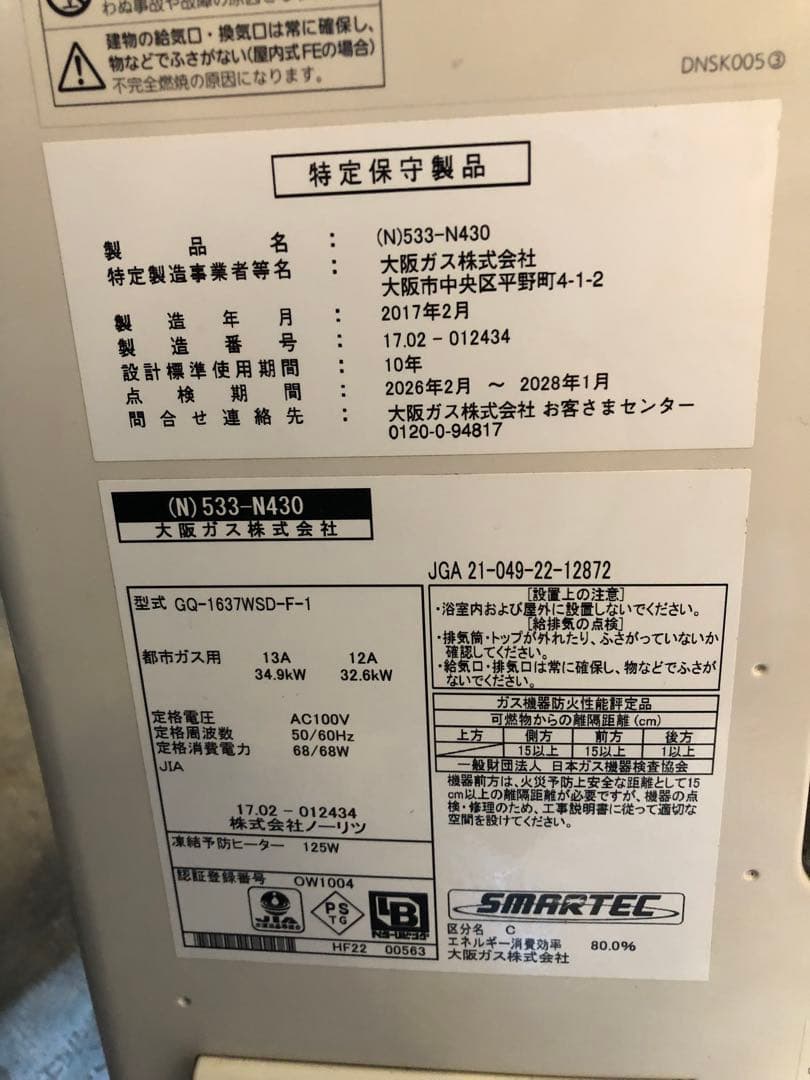 わぬ事故や故障の原因になり
建物の給気口・換気口は常に確保し、
物などでふさがない(屋内式FEの場合)
不完全燃焼の原因になります。
DNSK005③
特定保守製品
製品名 : (N)533-N430
特定製造事業者等名 : 大阪ガス株式会社
大阪市中央区平野町4-1-2
製造年月 : 2017年2月
製造番号 : 17.02 - 012434
設計標準使用期間 : 10年
点検期間 : 2026年2月 ～ 2028年1月
問合せ連絡先 : 大阪ガス株式会社 お客さまセンター
0120-0-94817
(N) 533-N430
大阪ガス株式会社
JGA 21-049-22-12872
型式 GQ-1637WSD-F-1
都市ガス用 13A 12A
34.9kW 32.6kW
定格電圧 AC100V
定格周波数 50/60Hz
定格消費電力 68/68W
JIA
17.02 - 012434
株式会社ノーリツ
凍結予防ヒーター 125W
認証登録番号 OW1004
JIA
PS
TG
HF22 00563
[設置上の注意]
・浴室内および屋外に設置しないでください。
[給排気の点検]
・排気筒・トップが外れたり、ふさがっていないか
確認してください。
・給気口・排気口は常に確保し、物などでふさが
ないでください。
ガス機器防火性能評定品
可燃物からの離隔距離(cm)
上方 側方 前方 後方
15以上 15以上 1以上
一般財団法人 日本ガス機器検査協会
機器前方は、火災予防上安全な距離として15
cm以上の離隔距離が必要ですが、機器の点
検・修理のため、工事説明書に従って適切な
空間を設けてください。
SMARTEC
区分名 C
エネルギー消費効率 80.0%
大阪ガス株式会社